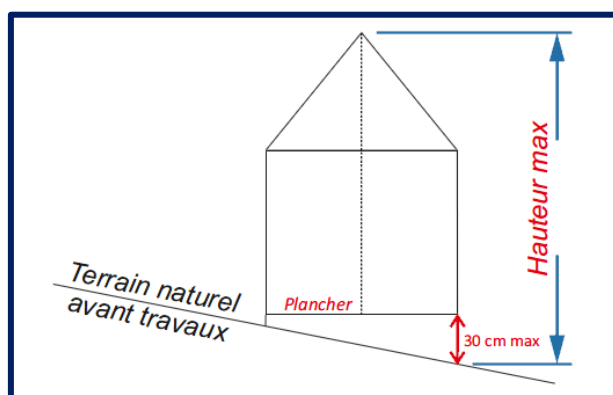 Hauteur max
Terrain naturel
avant travaux
Plancher
30 cm max